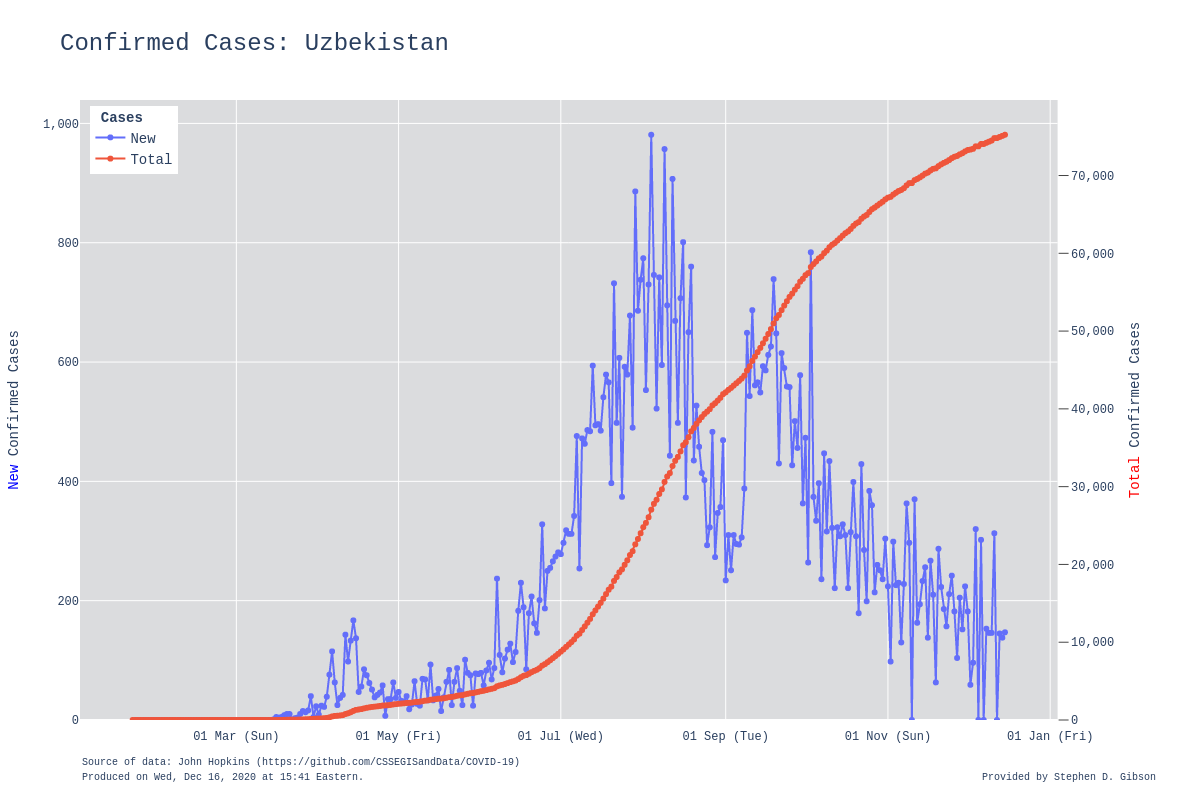 Confirmed Cases: Uzbekistan
Cases
New
Total
1,000
800
600
400
200
0
70,000
60,000
50,000
40,000
30,000
20,000
10,000
0
New Confirmed Cases
Total Confirmed Cases
01 Mar (Sun) 01 May (Fri) 01 Jul (Wed) 01 Sep (Tue) 01 Nov (Sun) 01 Jan (Fri)
Source of data: John Hopkins (https://github.com/CSSEGISandData/COVID-19)
Produced on Wed, Dec 16, 2020 at 15:41 Eastern.
Provided by Stephen D. Gibson